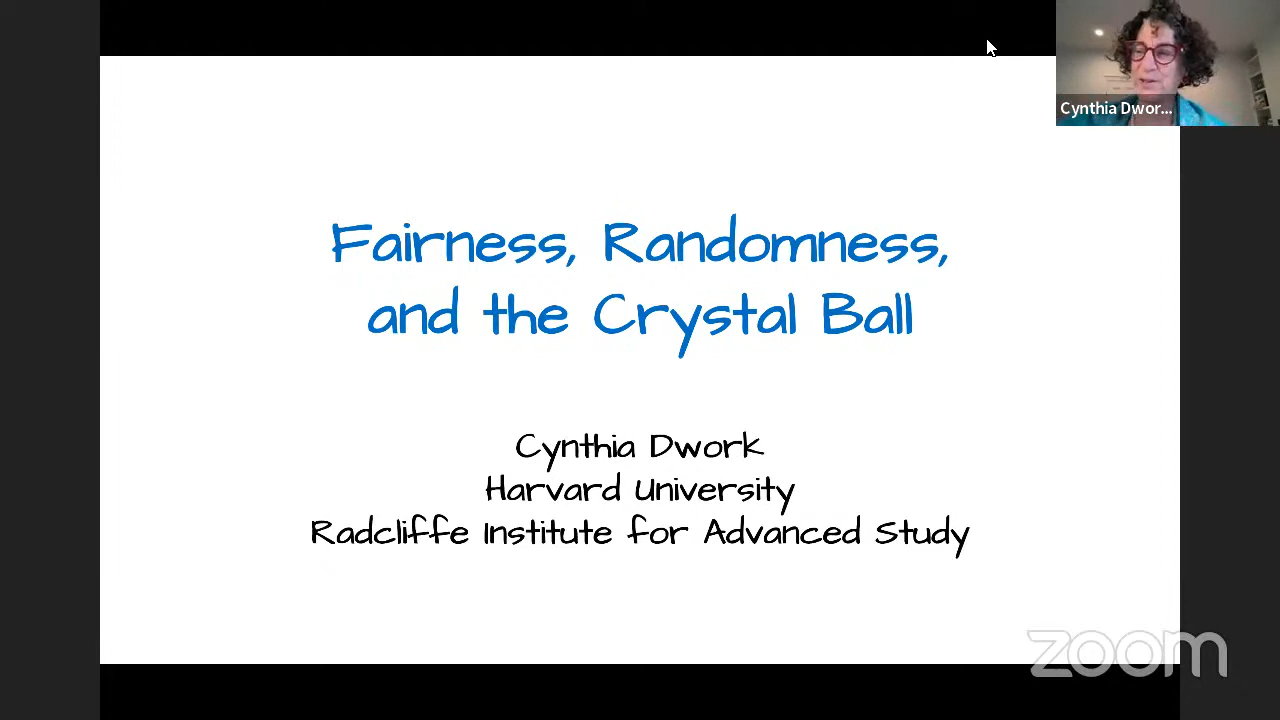 Cynthia Dwor...
Fairness, Randomness,
and the Crystal Ball
Cynthia Dwork
Harvard University
Radcliffe Institute for Advanced Study
zoom